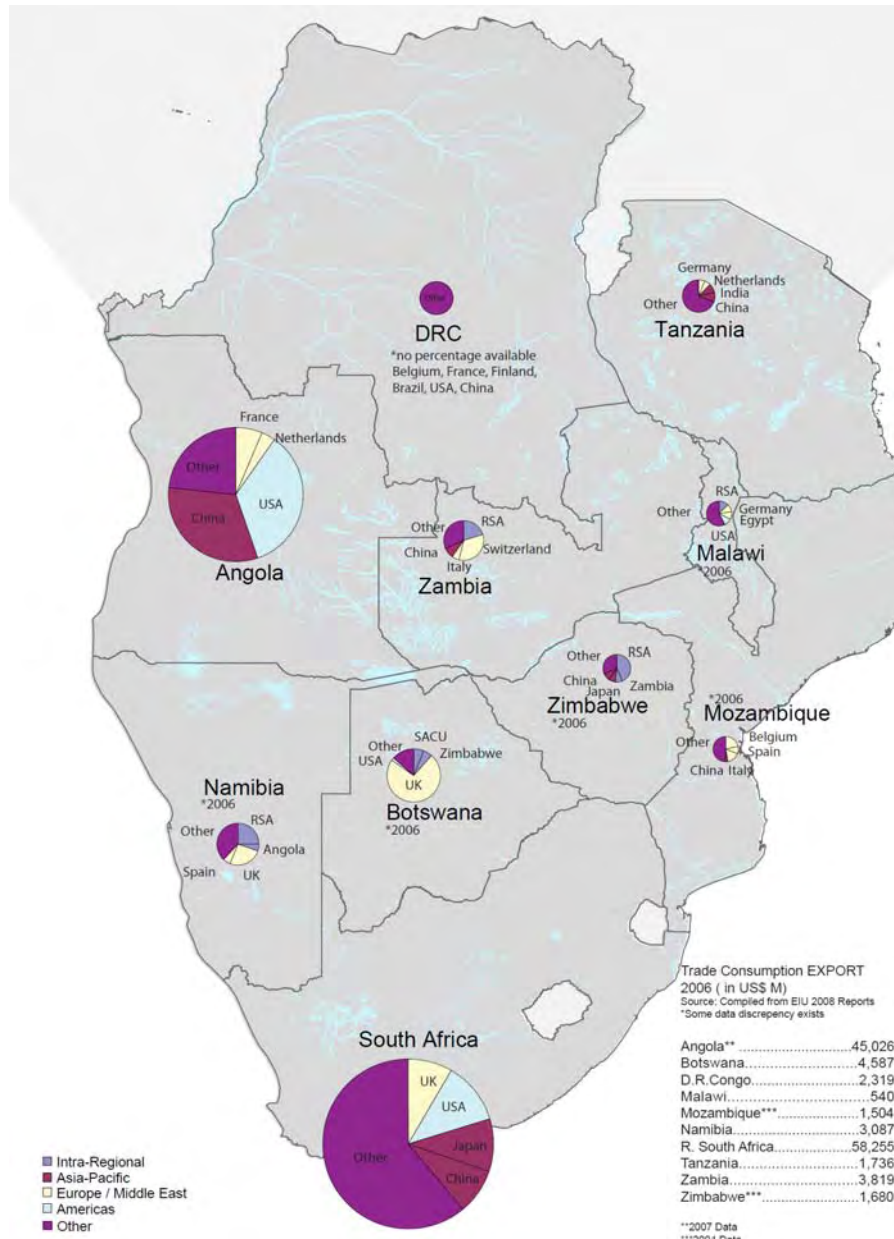 Germany
Netherlands
India
Other
China
Tanzania
DRC
*no percentage available
Belgium, France, Finland,
Brazil, USA, China
France
Netherlands
Other
USA
China
Angola
RSA
Other
Germany
Egypt
USA
Malawi
*2006
Other
RSA
China
Switzerland
Italy
Zambia
Other
RSA
China
Zambia
Japan
Zimbabwe
*2006
*2006
Mozambique
Other
Belgium
Spain
China Italy
SACU
Other
Zimbabwe
USA
UK
Botswana
*2006
Namibia
*2006
Other
RSA
Angola
Spain
UK
South Africa
UK
USA
Japan
Other
China
Trade Consumption EXPORT
2006 ( in US$ M)
Source: Compiled from EIU 2008 Reports
*Some data discrepency exists
Angola** ........................45,026
Botswana........................4,587
D.R.Congo........................2,319
Malawi........................540
Mozambique***........................1,504
Namibia........................3,087
R. South Africa........................58,255
Tanzania........................1,736
Zambia........................3,819
Zimbabwe***........................1,680
**2007 Data
Intra-Regional
Asia-Pacific
Europe / Middle East
Americas
Other